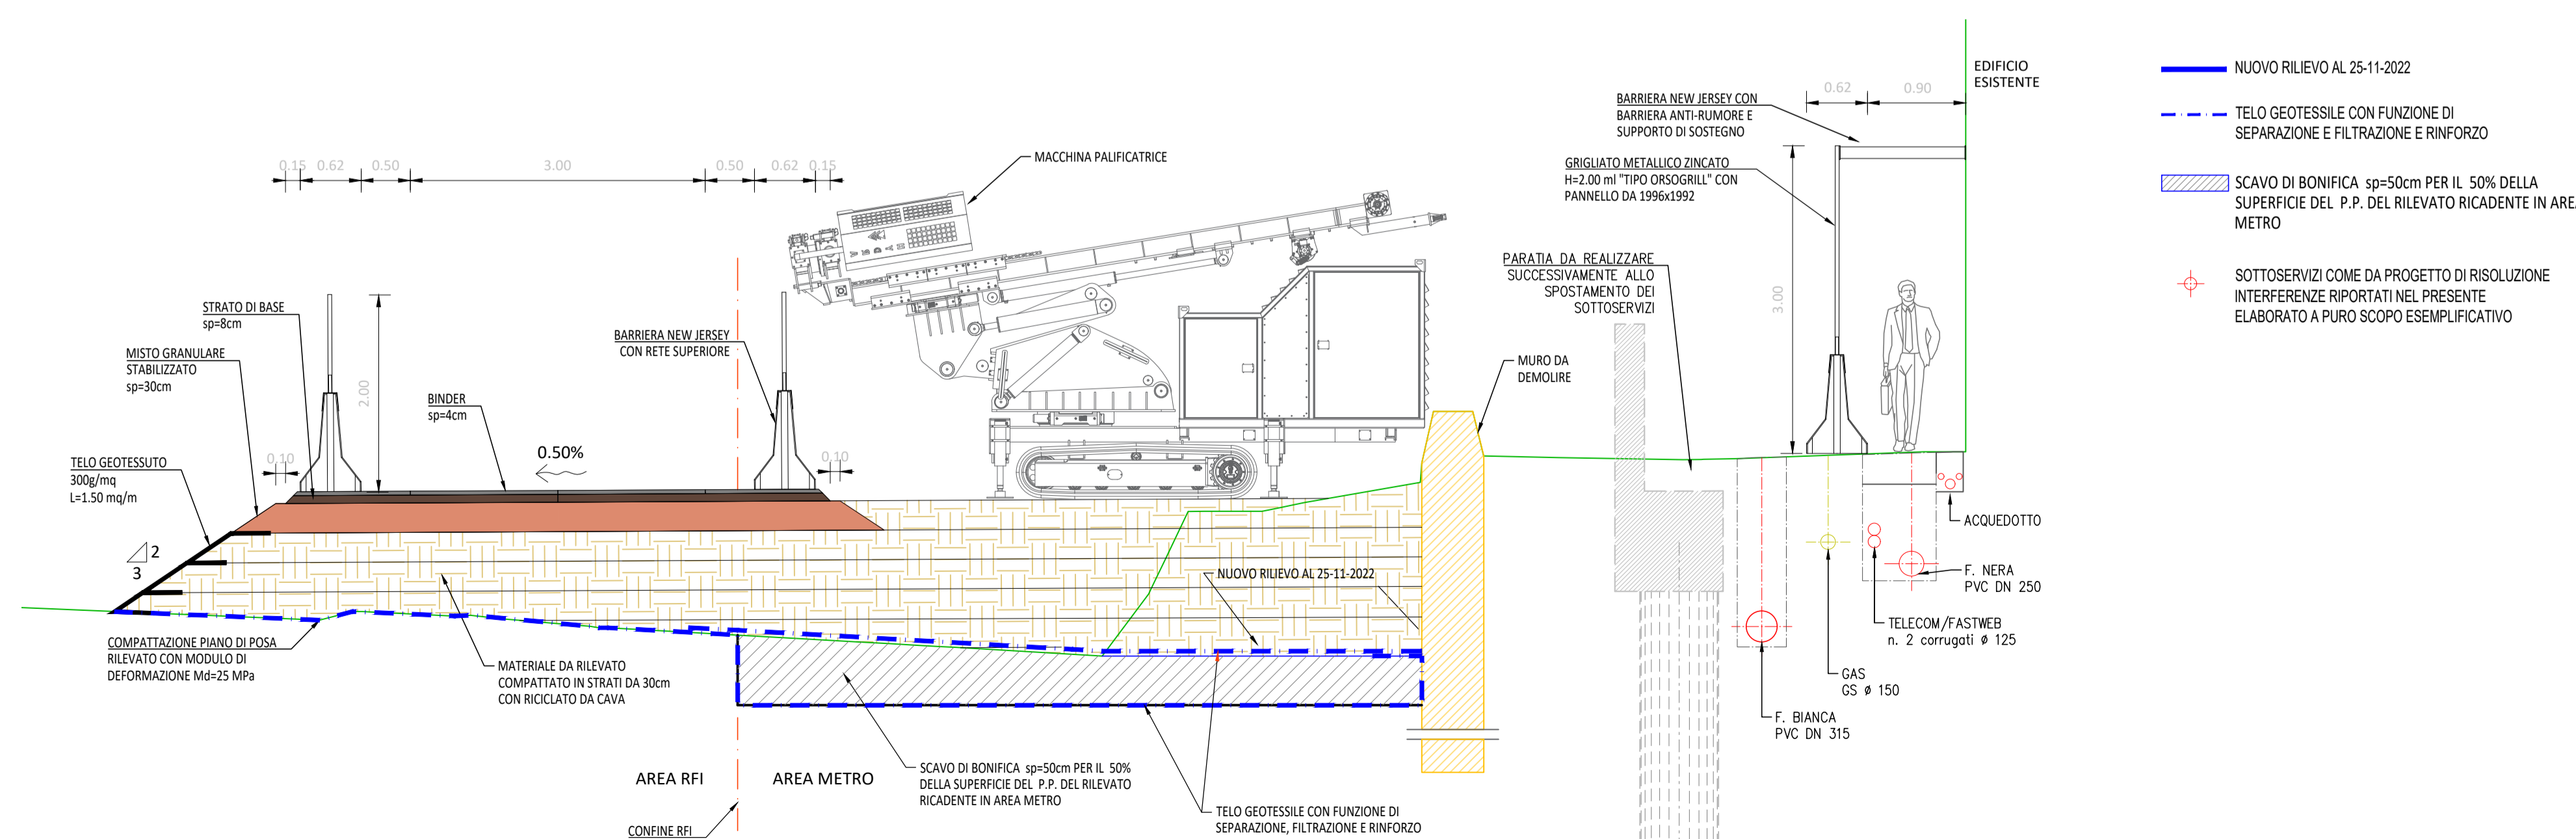 EDIFICIO
ESISTENTE
0.62
0.90
BARRIERA NEW JERSEY CON
BARRIERA ANTI-RUMORE E
SUPPORTO DI SOSTEGNO
GRIGLIATO METALLICO ZINCATO
H=2.00 ml "TIPO ORSOGRILL" CON
PANNELLO DA 1996x1992
3.00
NUOVO RILIEVO AL 25-11-2022
TELO GEOTESSILE CON FUNZIONE DI
SEPARAZIONE E FILTRAZIONE E RINFORZO
SCAVO DI BONIFICA sp=50cm PER IL 50% DELLA
SUPERFICIE DEL P.P. DEL RILEVATO RICADENTE IN AREA
METRO
SOTTOSERVIZI COME DA PROGETTO DI RISOLUZIONE
INTERFERENZE RIPORTATI NEL PRESENTE
ELABORATO A PURO SCOPO ESEMPLIFICATIVO
0.15
0.62
0.50
3.00
0.50
0.62
0.15
MACCHINA PALIFICATRICE
STRATO DI BASE
sp=8cm
MISTO GRANULARE
STABILIZZATO
sp=30cm
2.00
BINDER
sp=4cm
BARRIERA NEW JERSEY
CON RETE SUPERIORE
PARATIA DA REALIZZARE
SUCCESSIVAMENTE ALLO
SPOSTAMENTO DEI
SOTTOSERVIZI
MURO DA
DEMOLIRE
TELO GEOTESSUTO
300g/mq
L=1.50 mq/m
0.10
0.50%
0.10
2
3
NUOVO RILIEVO AL 25-11-2022
COMPATTAZIONE PIANO DI POSA
RILEVATO CON MODULO DI
DEFORMAZIONE Md=25 MPa
MATERIALE DA RILEVATO
COMPATTATO IN STRATI DA 30cm
CON RICICLATO DA CAVA
AREA RFI
AREA METRO
CONFINE RFI
SCAVO DI BONIFICA sp=50cm PER IL 50%
DELLA SUPERFICIE DEL P.P. DEL RILEVATO
RICADENTE IN AREA METRO
TELO GEOTESSILE CON FUNZIONE DI
SEPARAZIONE, FILTRAZIONE E RINFORZO
ACQUEDOTTO
F. NERA
PVC DN 250
TELECOM/FASTWEB
n. 2 corrugati ø 125
GAS
GS ø 150
F. BIANCA
PVC DN 315